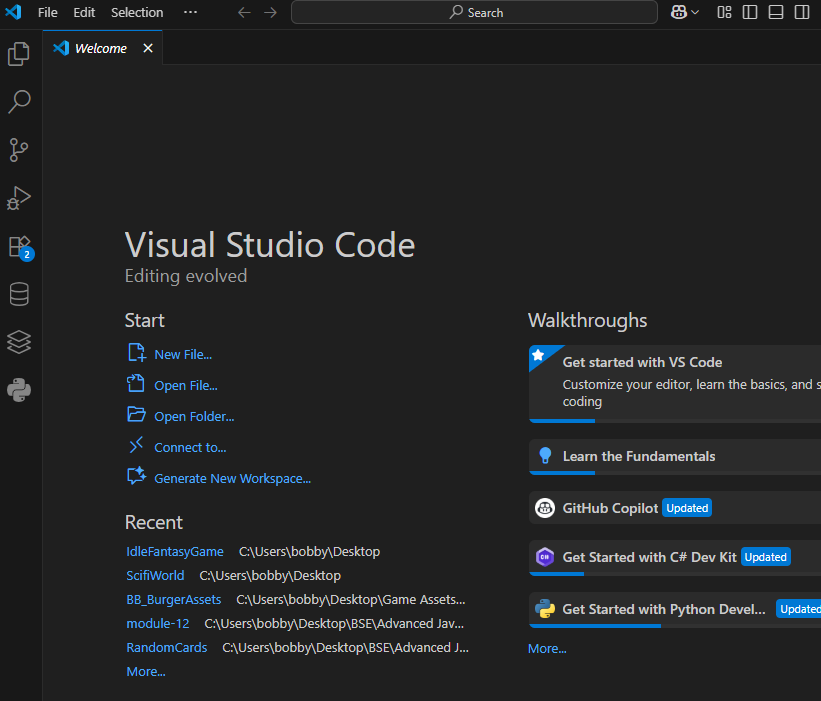 File Edit Selection ··· Search
Welcome
2
Visual Studio Code
Editing evolved
Start
New File...
Open File...
Open Folder...
Connect to...
Generate New Workspace...
Recent
IdleFantasyGame C:\Users\bobby\Desktop
ScifiWorld C:\Users\bobby\Desktop
BB_BurgerAssets C:\Users\bobby\Desktop\Game Assets...
module-12 C:\Users\bobby\Desktop\BSE\Advanced Jav...
RandomCards C:\Users\bobby\Desktop\BSE\Advanced J...
More...
Walkthroughs
Get started with VS Code
Customize your editor, learn the basics, and s
coding
Learn the Fundamentals
GitHub Copilot Updated
Get Started with C# Dev Kit Updated
Get Started with Python Devel... Updated
More...